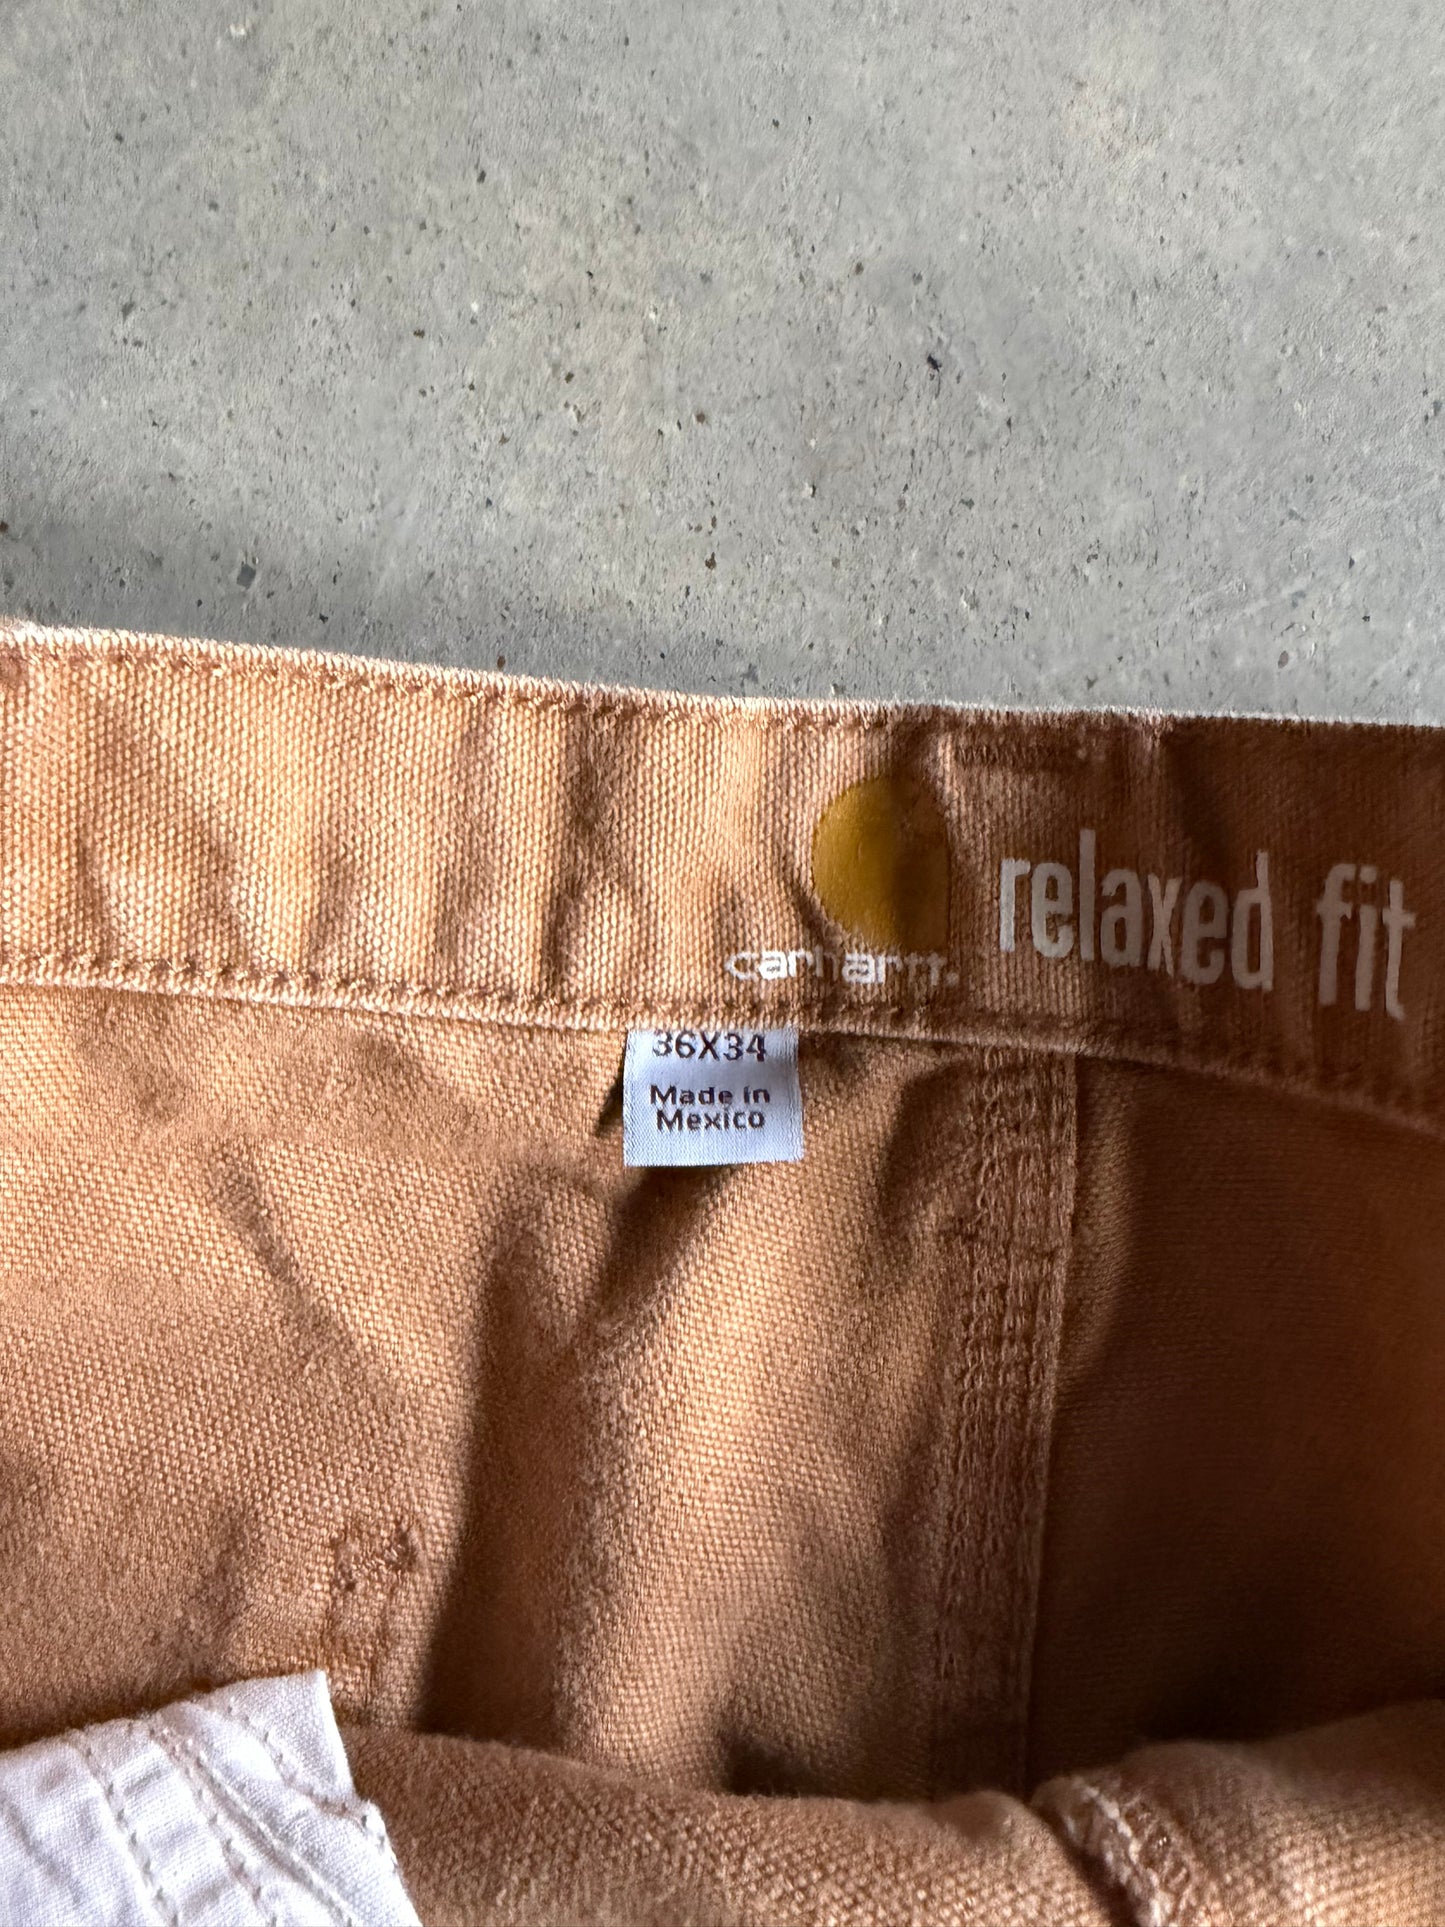 carhartt.
relaxed fit
36X34
Made in
Mexico